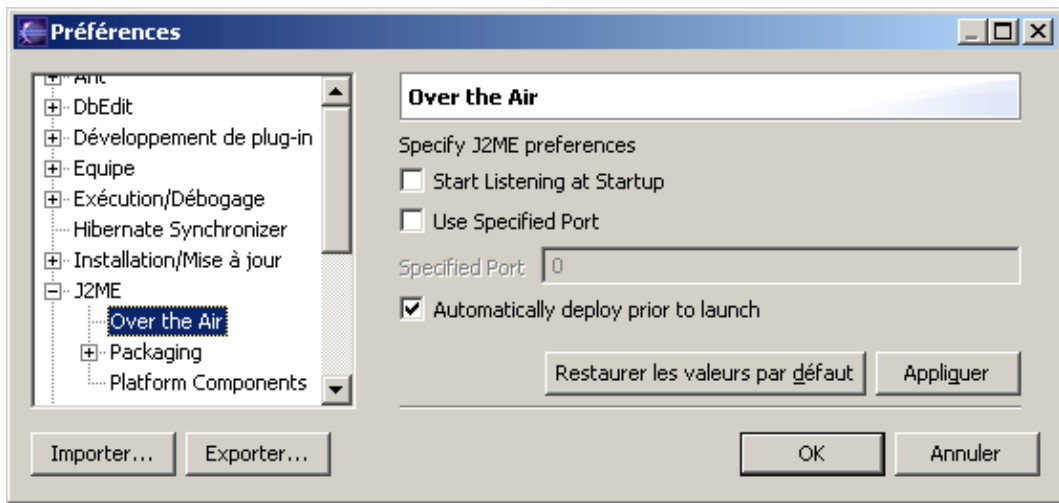 Préférences
Ant
DbEdit
Développement de plug-in
Equipe
Exécution/Débogage
Hibernate Synchronizer
Installation/Mise à jour
J2ME
Over the Air
Packaging
Platform Components
Over the Air
Specify J2ME preferences
Start Listening at Startup
Use Specified Port
Specified Port 0
Automatically deploy prior to launch
Restaurer les valeurs par défaut Appliquer
Importer... Exporter... OK Annuler